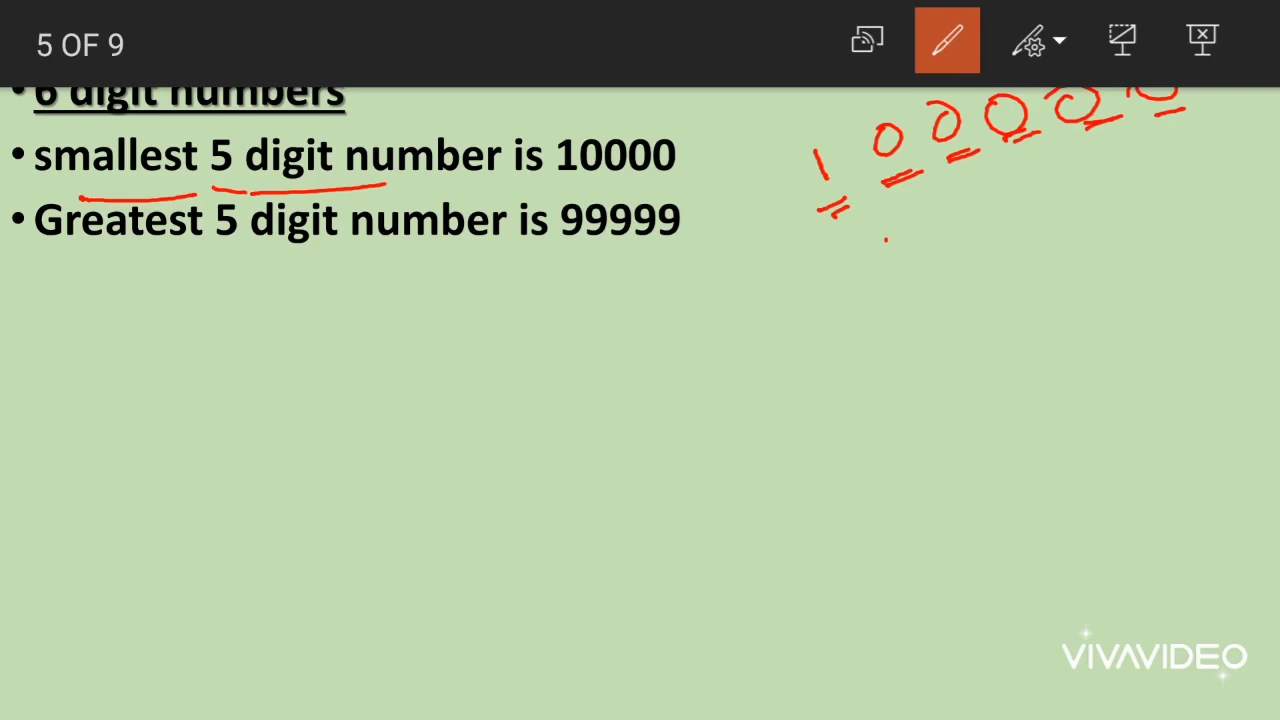 5 OF 9
• 6 digit numbers
• smallest 5 digit number is 10000
• Greatest 5 digit number is 99999
100000
VIVAVIDEO